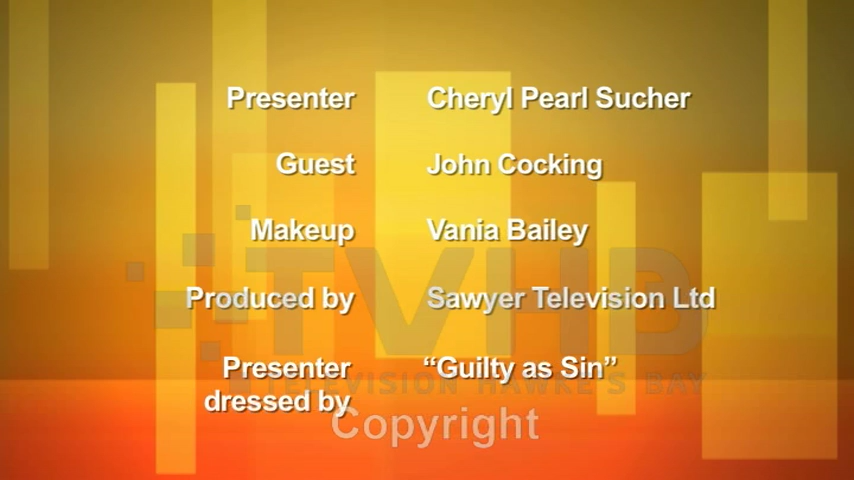 Presenter Cheryl Pearl Sucher
Guest John Cocking
Makeup Vania Bailey
Produced by Sawyer Television Ltd
TVHB
Presenter “Guilty as Sin”
TELEVISION HAWKE'S BAY
dressed by
Copyright